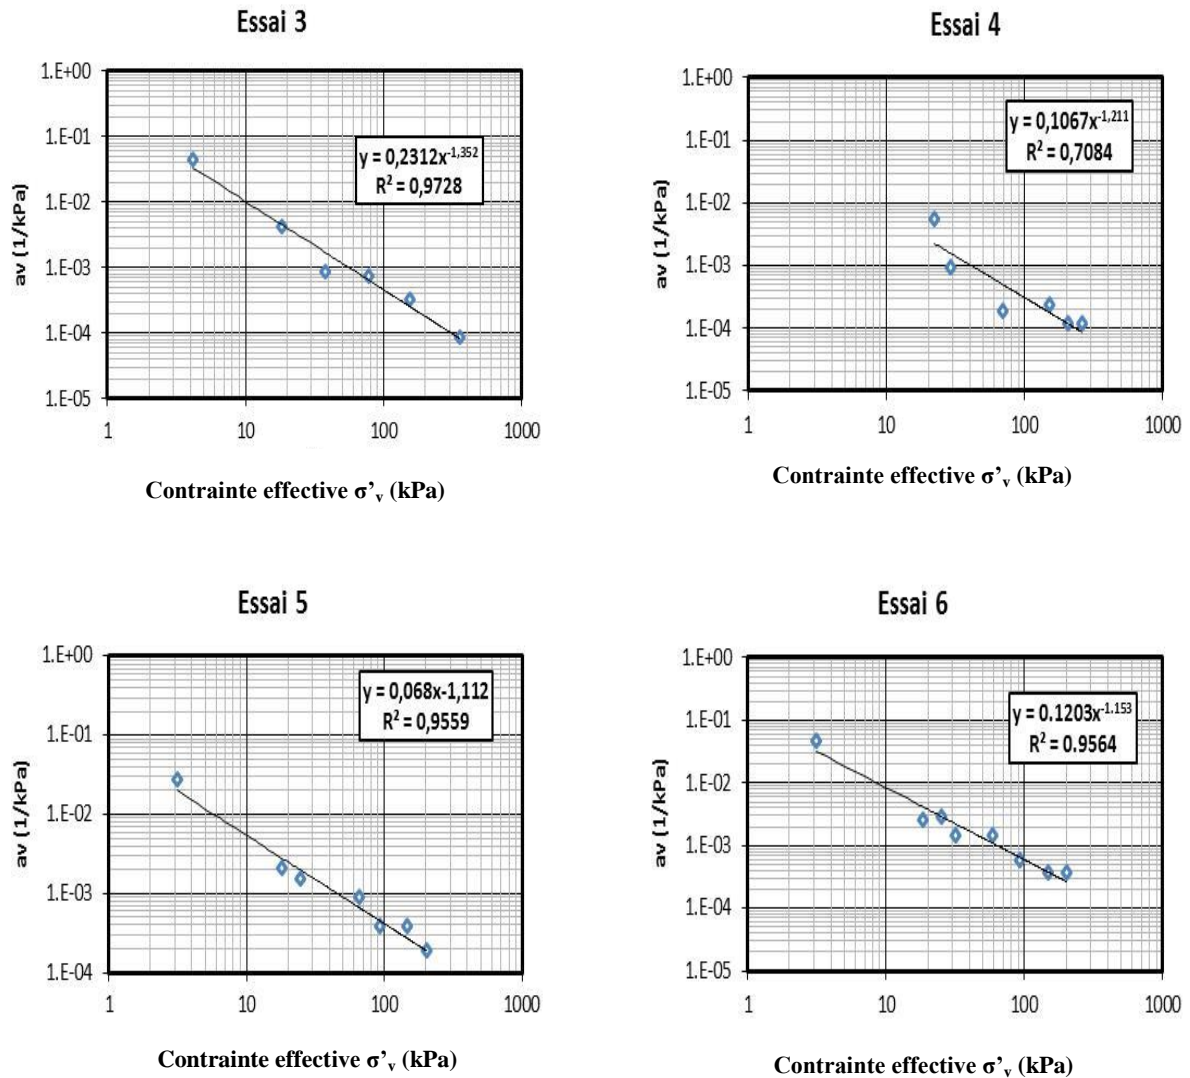 Essai 3
1.E+00
1.E-01
1.E-02
1.E-03
1.E-04
1.E-05
av (1/kPa)
y = 0,2312x-1,352
R2 = 0,9728
1 10 100 1000
Contrainte effective σ’v (kPa)
Essai 4
1.E+00
1.E-01
1.E-02
1.E-03
1.E-04
1.E-05
av (1/kPa)
y = 0,1067x-1,211
R2 = 0,7084
1 10 100 1000
Contrainte effective σ’v (kPa)
Essai 5
1.E+00
1.E-01
1.E-02
1.E-03
1.E-04
av (1/kPa)
y = 0,068x-1,112
R2 = 0,9559
1 10 100 1000
Contrainte effective σ’v (kPa)
Essai 6
1.E+00
1.E-01
1.E-02
1.E-03
1.E-04
1.E-05
av (1/kPa)
y = 0.1203x-1.153
R2 = 0.9564
1 10 100 1000
Contrainte effective σ’v (kPa)